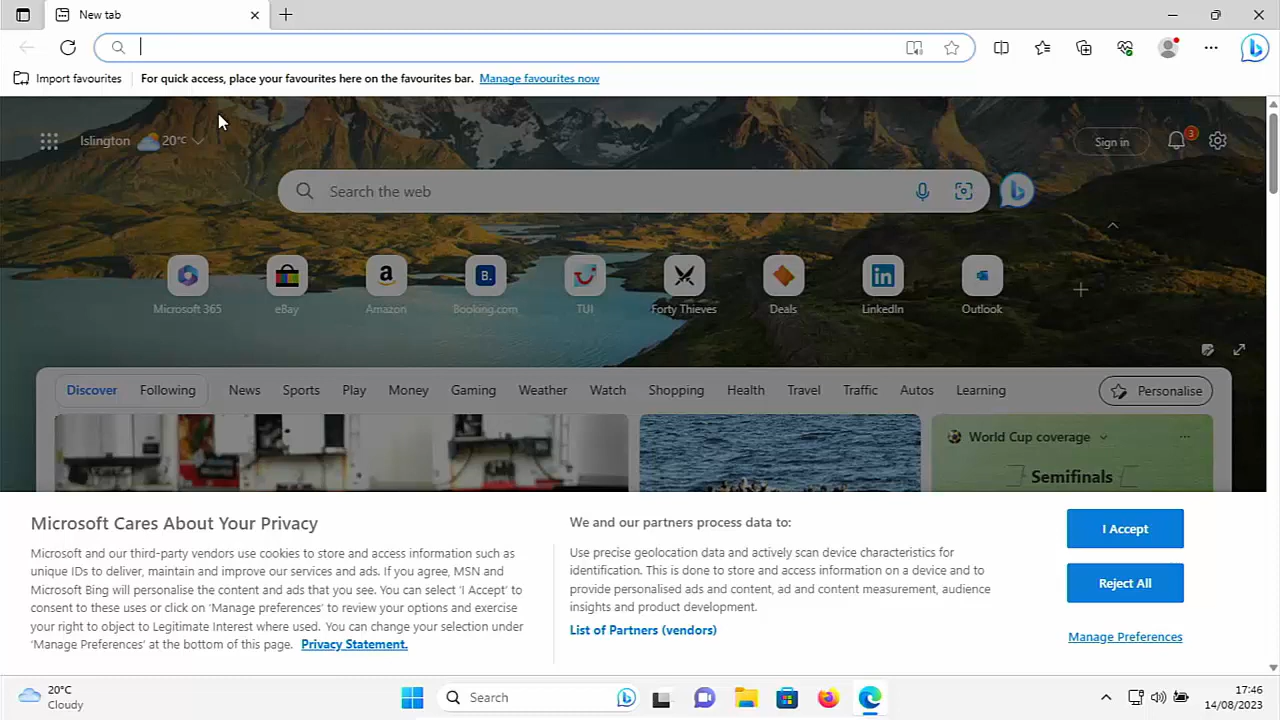 New tab
Import favourites
For quick access, place your favourites here on the favourites bar. Manage favourites now
Islington 20°C
Sign in
3
Search the web
Microsoft 365 eBay Amazon Booking.com TUI Forty Thieves Deals LinkedIn Outlook
Discover Following News Sports Play Money Gaming Weather Watch Shopping Health Travel Traffic Autos Learning Personalise
World Cup coverage
Semifinals
Microsoft Cares About Your Privacy
Microsoft and our third-party vendors use cookies to store and access information such as
unique IDs to deliver, maintain and improve our services and ads. If you agree, MSN and
Microsoft Bing will personalise the content and ads that you see. You can select 'I Accept' to
consent to these uses or click on 'Manage preferences' to review your options and exercise
your right to object to Legitimate Interest where used. You can change your selection under
'Manage Preferences' at the bottom of this page. Privacy Statement.
We and our partners process data to:
Use precise geolocation data and actively scan device characteristics for
identification. This is done to store and access information on a device and to
provide personalised ads and content, ad and content measurement, audience
insights and product development.
List of Partners (vendors)
I Accept
Reject All
Manage Preferences
20°C
Cloudy
Search
17:46
14/08/2023